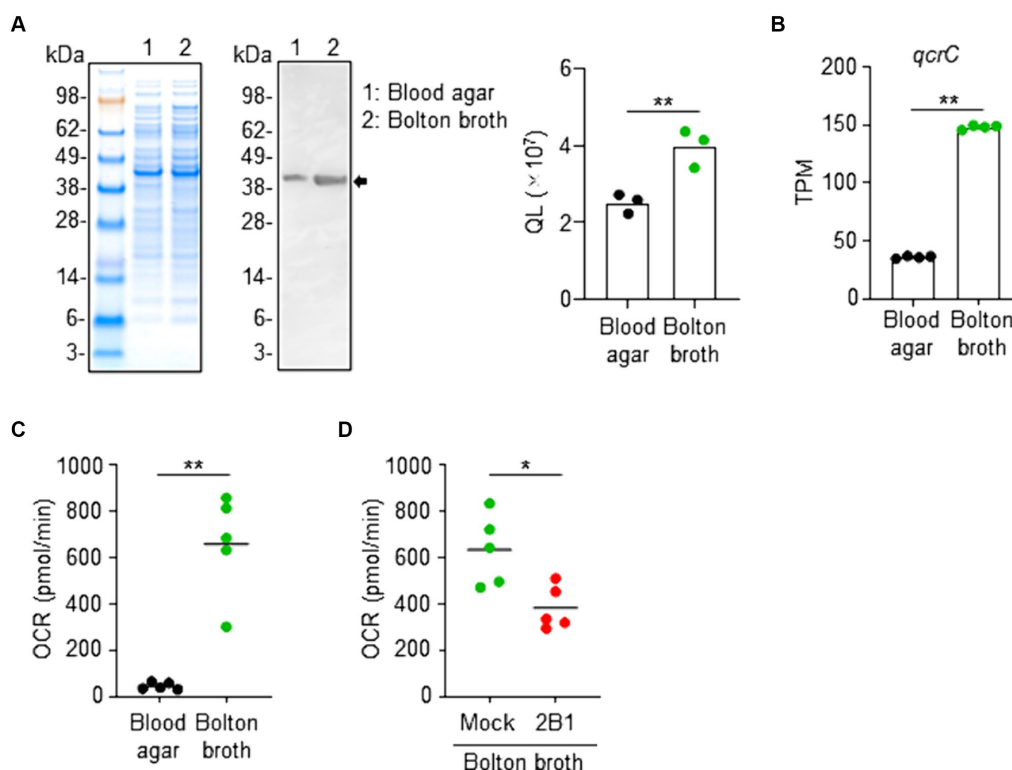 A
kDa 1 2
98-
62-
49-
38-
28-
14-
6-
3-
kDa 1 2
98-
62-
49-
38-
28-
14-
6-
3-
1: Blood agar
2: Bolton broth
QL (×10⁷)
6
4
2
0
**
Blood agar
Bolton broth
B
qcrC
TPM
200
150
100
50
0
**
Blood agar
Bolton broth
C
OCR (pmol/min)
1000
800
600
400
200
0
**
Blood agar
Bolton broth
D
OCR (pmol/min)
1000
800
600
400
200
0
*
Mock 2B1
Bolton broth